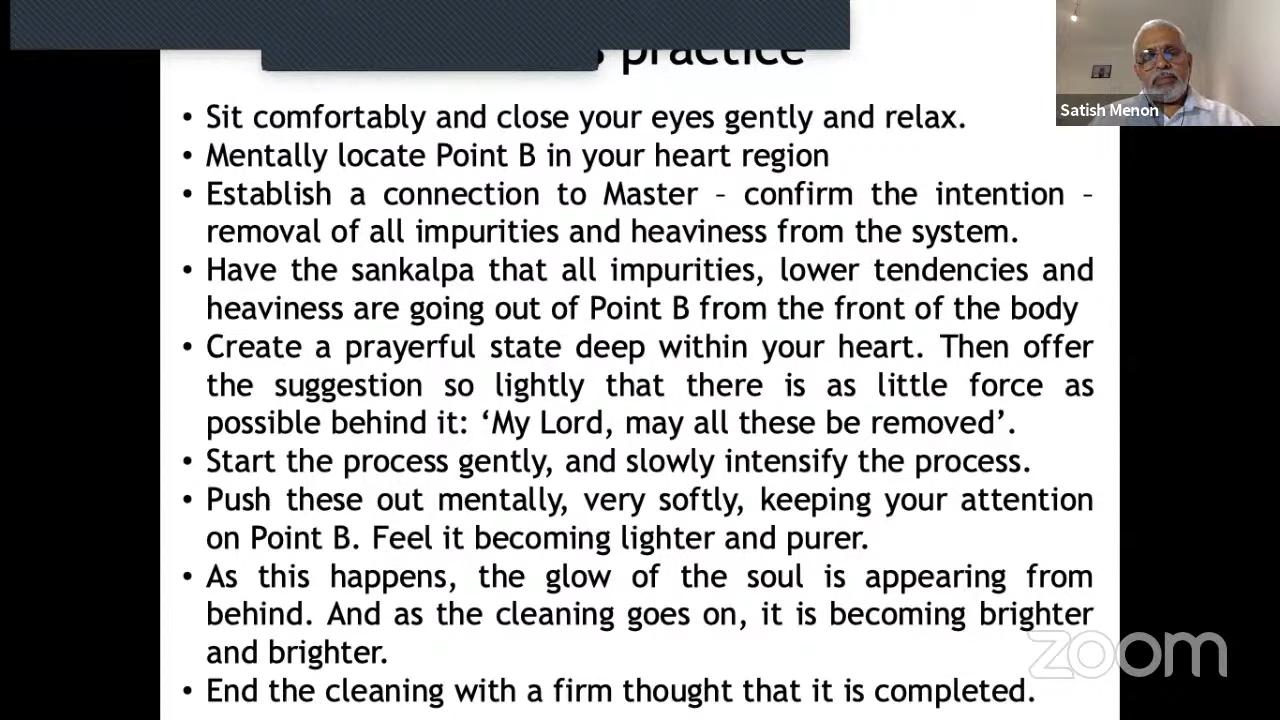 practice
Satish Menon
• Sit comfortably and close your eyes gently and relax.
• Mentally locate Point B in your heart region
• Establish a connection to Master – confirm the intention –
removal of all impurities and heaviness from the system.
• Have the sankalpa that all impurities, lower tendencies and
heaviness are going out of Point B from the front of the body
• Create a prayerful state deep within your heart. Then offer
the suggestion so lightly that there is as little force as
possible behind it: ‘My Lord, may all these be removed’.
• Start the process gently, and slowly intensify the process.
• Push these out mentally, very softly, keeping your attention
on Point B. Feel it becoming lighter and purer.
• As this happens, the glow of the soul is appearing from
behind. And as the cleaning goes on, it is becoming brighter
and brighter.
• End the cleaning with a firm thought that it is completed.
zoom